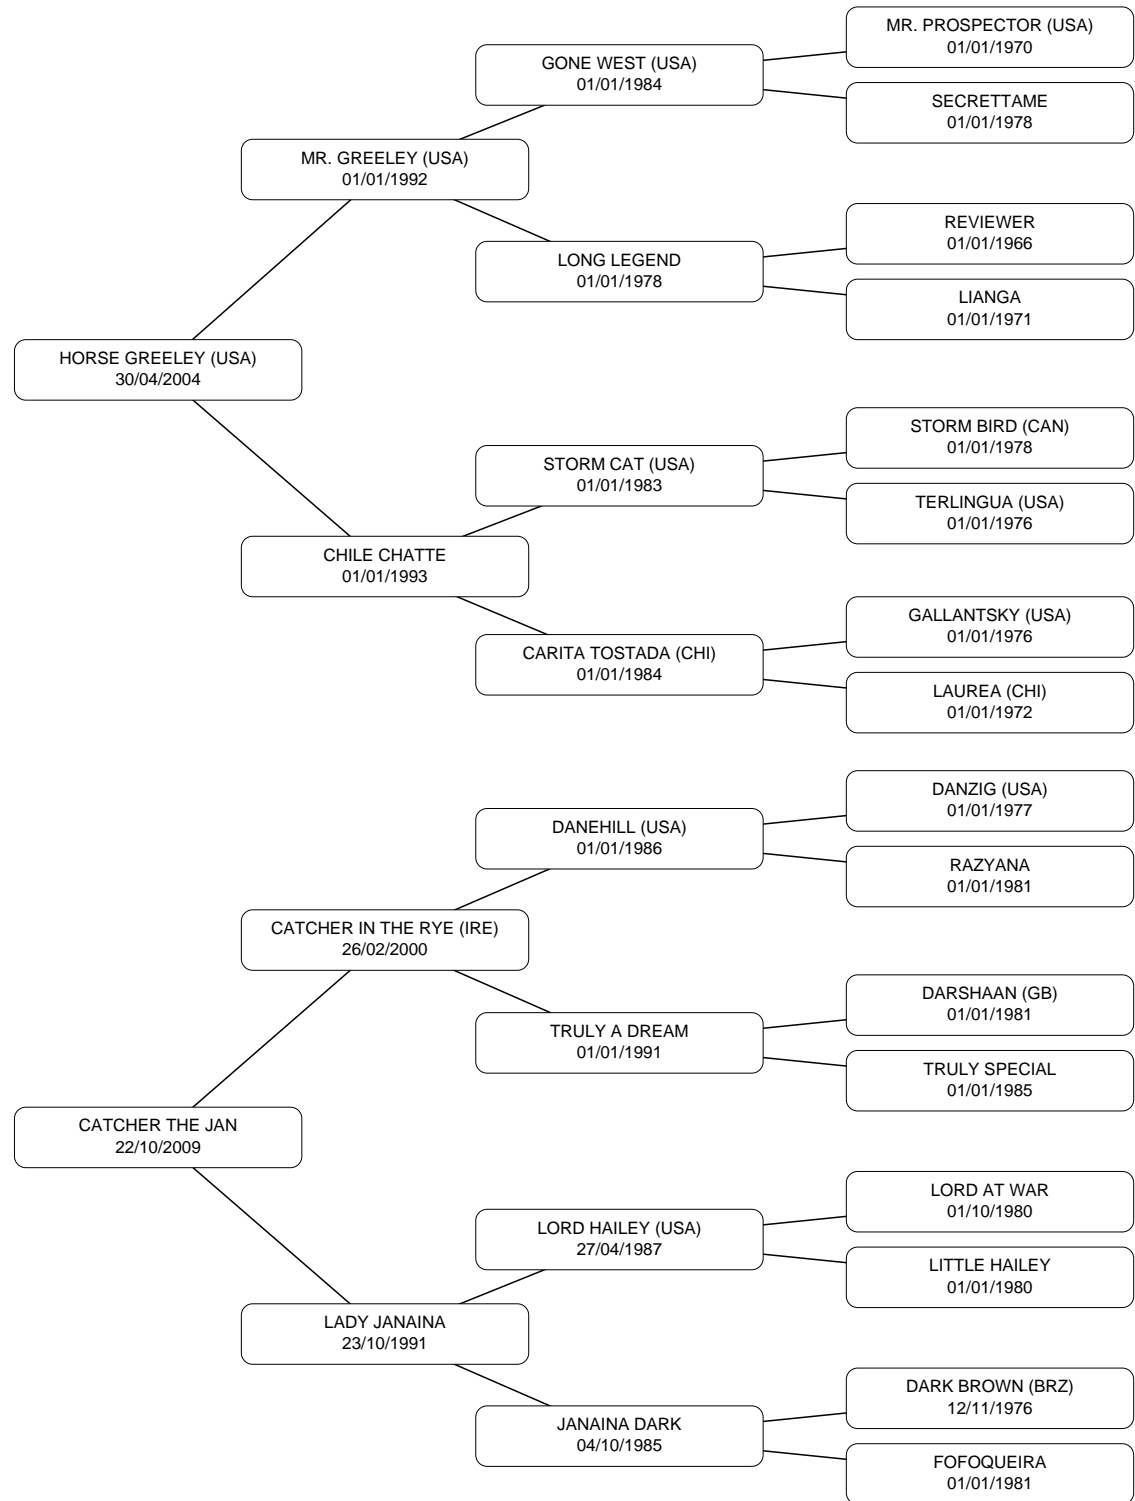 MR. PROSPECTOR (USA)
01/01/1970
GONE WEST (USA)
01/01/1984
SECRETTAME
01/01/1978
MR. GREELEY (USA)
01/01/1992
REVIEWER
01/01/1966
LONG LEGEND
01/01/1978
LIANGA
01/01/1971
HORSE GREELEY (USA)
30/04/2004
STORM BIRD (CAN)
01/01/1978
STORM CAT (USA)
01/01/1983
TERLINGUA (USA)
01/01/1976
CHILE CHATTE
01/01/1993
GALLANTSKY (USA)
01/01/1976
CARITA TOSTADA (CHI)
01/01/1984
LAUREA (CHI)
01/01/1972
DANZIG (USA)
01/01/1977
DANEHILL (USA)
01/01/1986
RAZYANA
01/01/1981
CATCHER IN THE RYE (IRE)
26/02/2000
DARSHAAN (GB)
01/01/1981
TRULY A DREAM
01/01/1991
TRULY SPECIAL
01/01/1985
CATCHER THE JAN
22/10/2009
LORD AT WAR
01/10/1980
LORD HAILEY (USA)
27/04/1987
LITTLE HAILEY
01/01/1980
LADY JANAINA
23/10/1991
DARK BROWN (BRZ)
12/11/1976
JANAINA DARK
04/10/1985
FOFOQUEIRA
01/01/1981